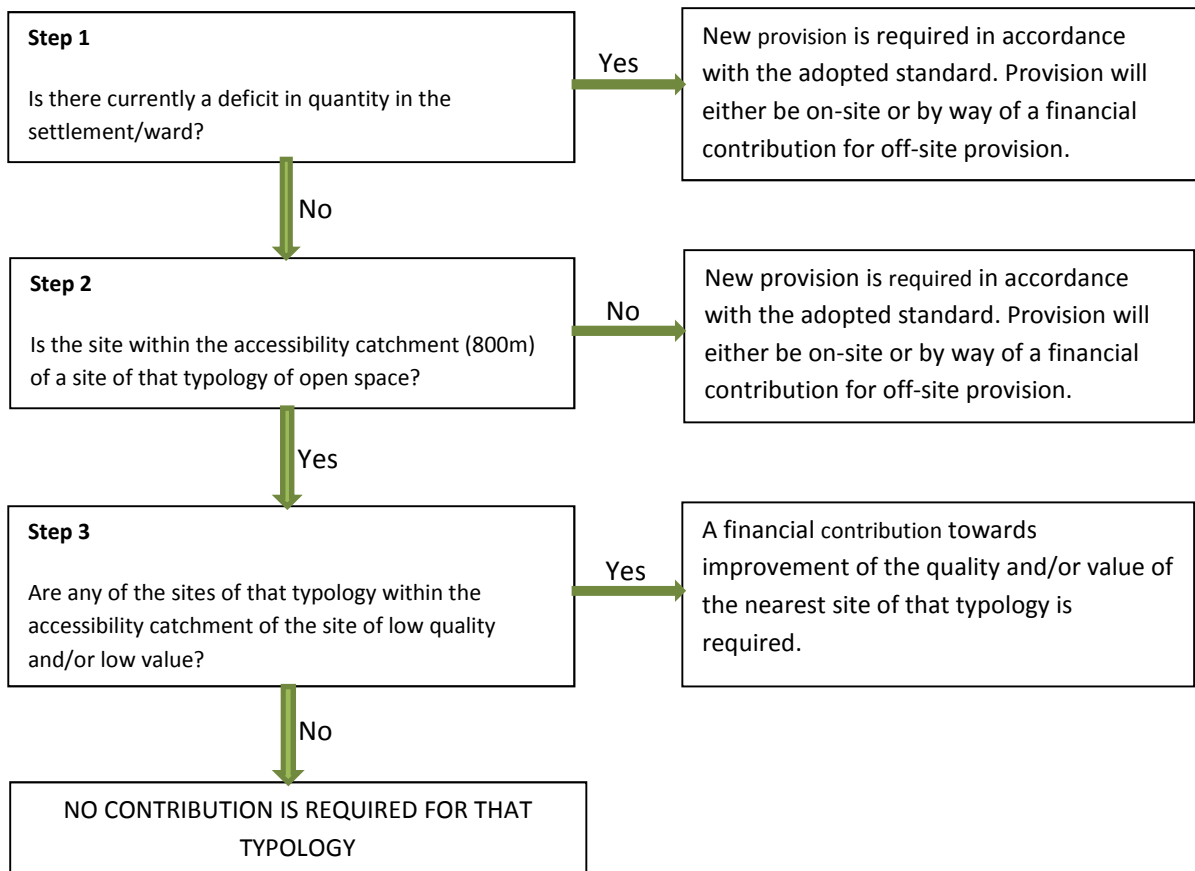 Step 1
Is there currently a deficit in quantity in the
settlement/ward?
Yes
New provision is required in accordance
with the adopted standard. Provision will
either be on-site or by way of a financial
contribution for off-site provision.
No
Step 2
Is the site within the accessibility catchment (800m)
of a site of that typology of open space?
No
New provision is required in accordance
with the adopted standard. Provision will
either be on-site or by way of a financial
contribution for off-site provision.
Yes
Step 3
Are any of the sites of that typology within the
accessibility catchment of the site of low quality
and/or low value?
Yes
A financial contribution towards
improvement of the quality and/or value of
the nearest site of that typology is
required.
No
NO CONTRIBUTION IS REQUIRED FOR THAT
TYPOLOGY